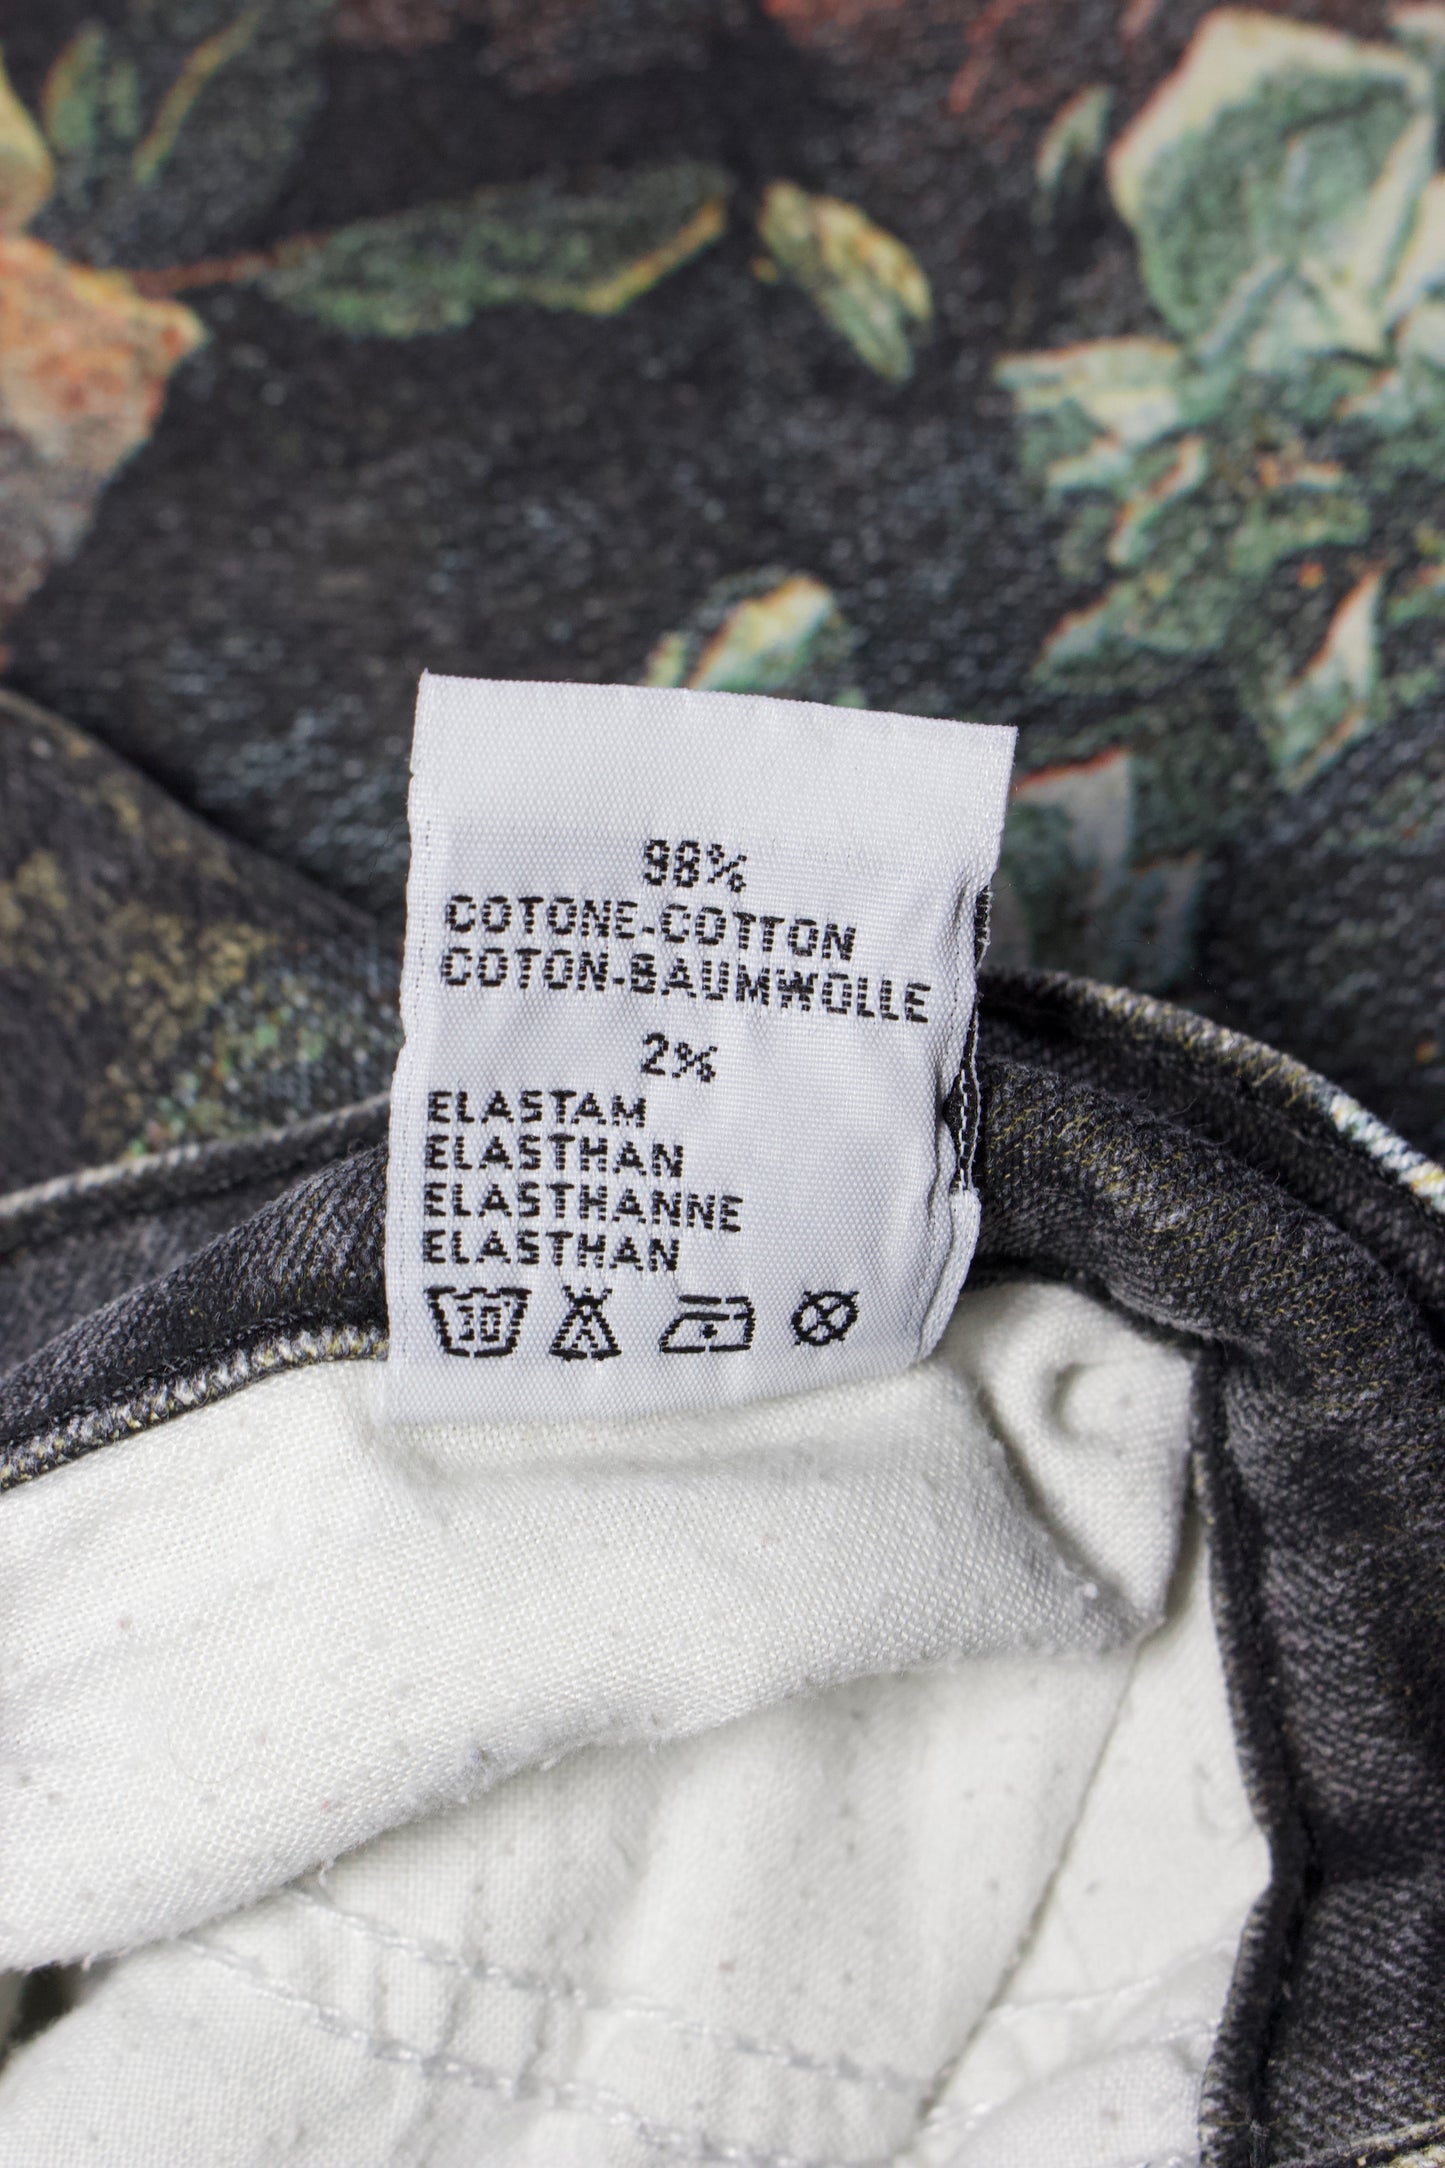 98%
COTONE-COTTON
COTON-BAUMWOLLE
2%
ELASTAM
ELASTHAN
ELASTHANNE
ELASTHAN
30